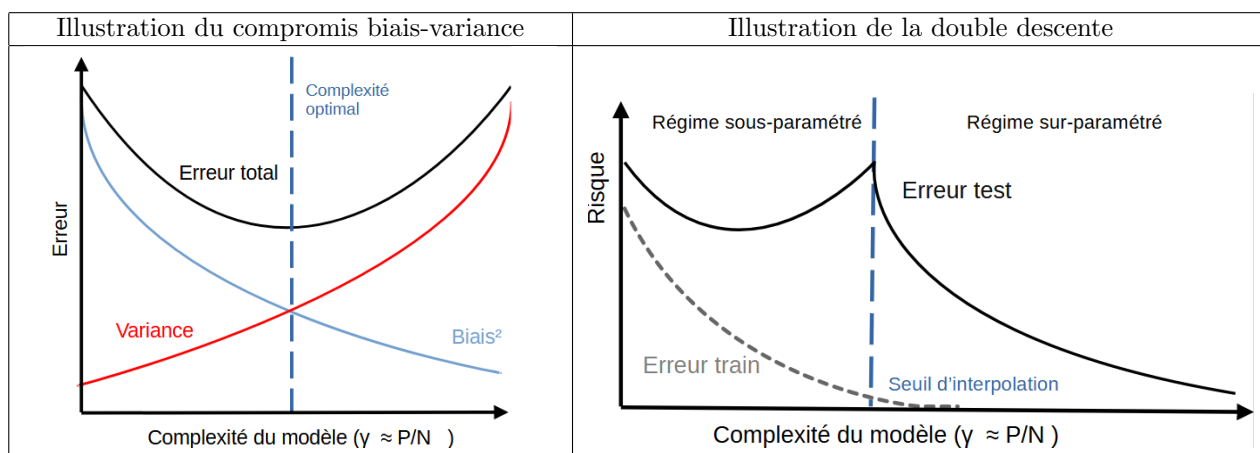 Illustration du compromis biais-variance
Erreur
Complexité
optimal
Erreur total
Variance
Biais²
Complexité du modèle (γ ≈ P/N )
Illustration de la double descente
Risque
Régime sous-paramétré
Régime sur-paramétré
Erreur test
Erreur train
Seuil d'interpolation
Complexité du modèle (γ ≈ P/N )